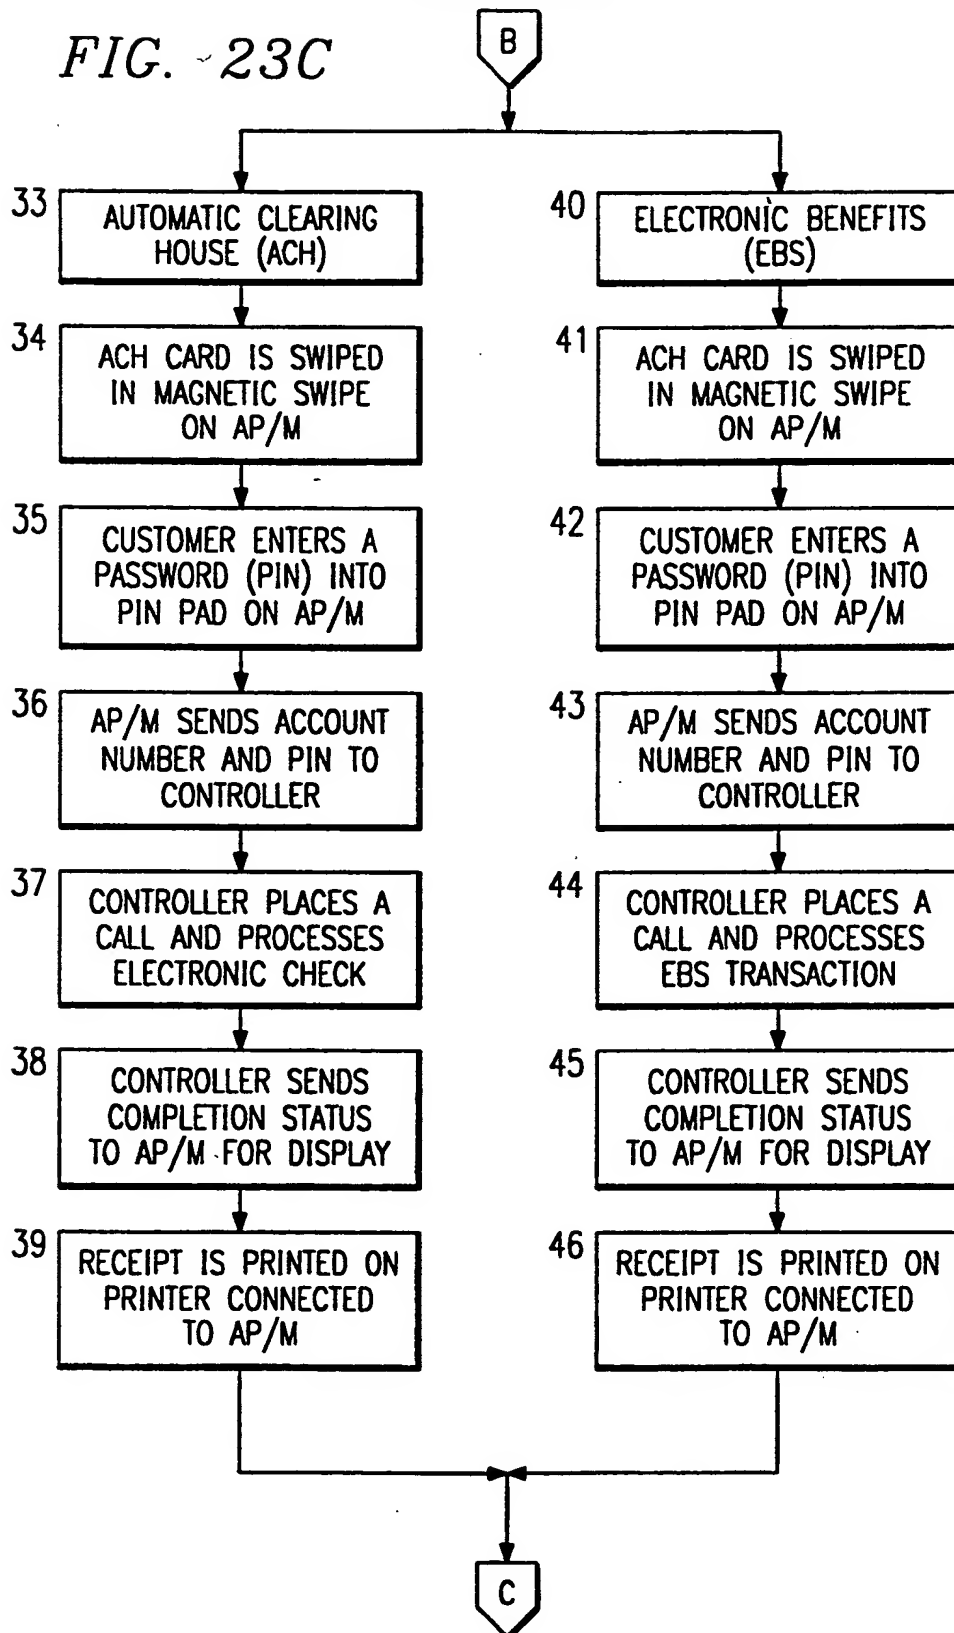 FIG. 23C
B
33
AUTOMATIC CLEARING
HOUSE (ACH)
34
ACH CARD IS SWIPED
IN MAGNETIC SWIPE
ON AP/M
35
CUSTOMER ENTERS A
PASSWORD (PIN) INTO
PIN PAD ON AP/M
36
AP/M SENDS ACCOUNT
NUMBER AND PIN TO
CONTROLLER
37
CONTROLLER PLACES A
CALL AND PROCESSES
ELECTRONIC CHECK
38
CONTROLLER SENDS
COMPLETION STATUS
TO AP/M FOR DISPLAY
39
RECEIPT IS PRINTED ON
PRINTER CONNECTED
TO AP/M
40
ELECTRONIC BENEFITS
(EBS)
41
ACH CARD IS SWIPED
IN MAGNETIC SWIPE
ON AP/M
42
CUSTOMER ENTERS A
PASSWORD (PIN) INTO
PIN PAD ON AP/M
43
AP/M SENDS ACCOUNT
NUMBER AND PIN TO
CONTROLLER
44
CONTROLLER PLACES A
CALL AND PROCESSES
EBS TRANSACTION
45
CONTROLLER SENDS
COMPLETION STATUS
TO AP/M FOR DISPLAY
46
RECEIPT IS PRINTED ON
PRINTER CONNECTED
TO AP/M
C